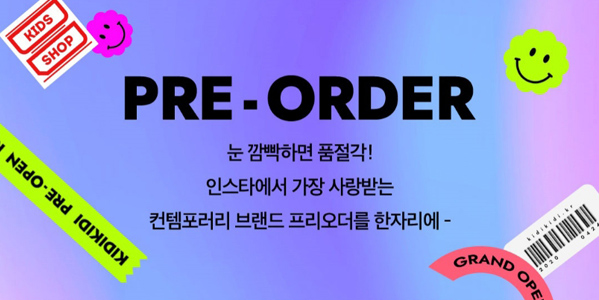 KIDS
SHOP
PRE-ORDER
눈 깜빡하면 품절각!
인스타에서 가장 사랑받는
컨템포러리 브랜드 프리오더를 한자리에 -
KIDIKIDI PRE-OPEN
kidikidi.kr
GRAND OPE